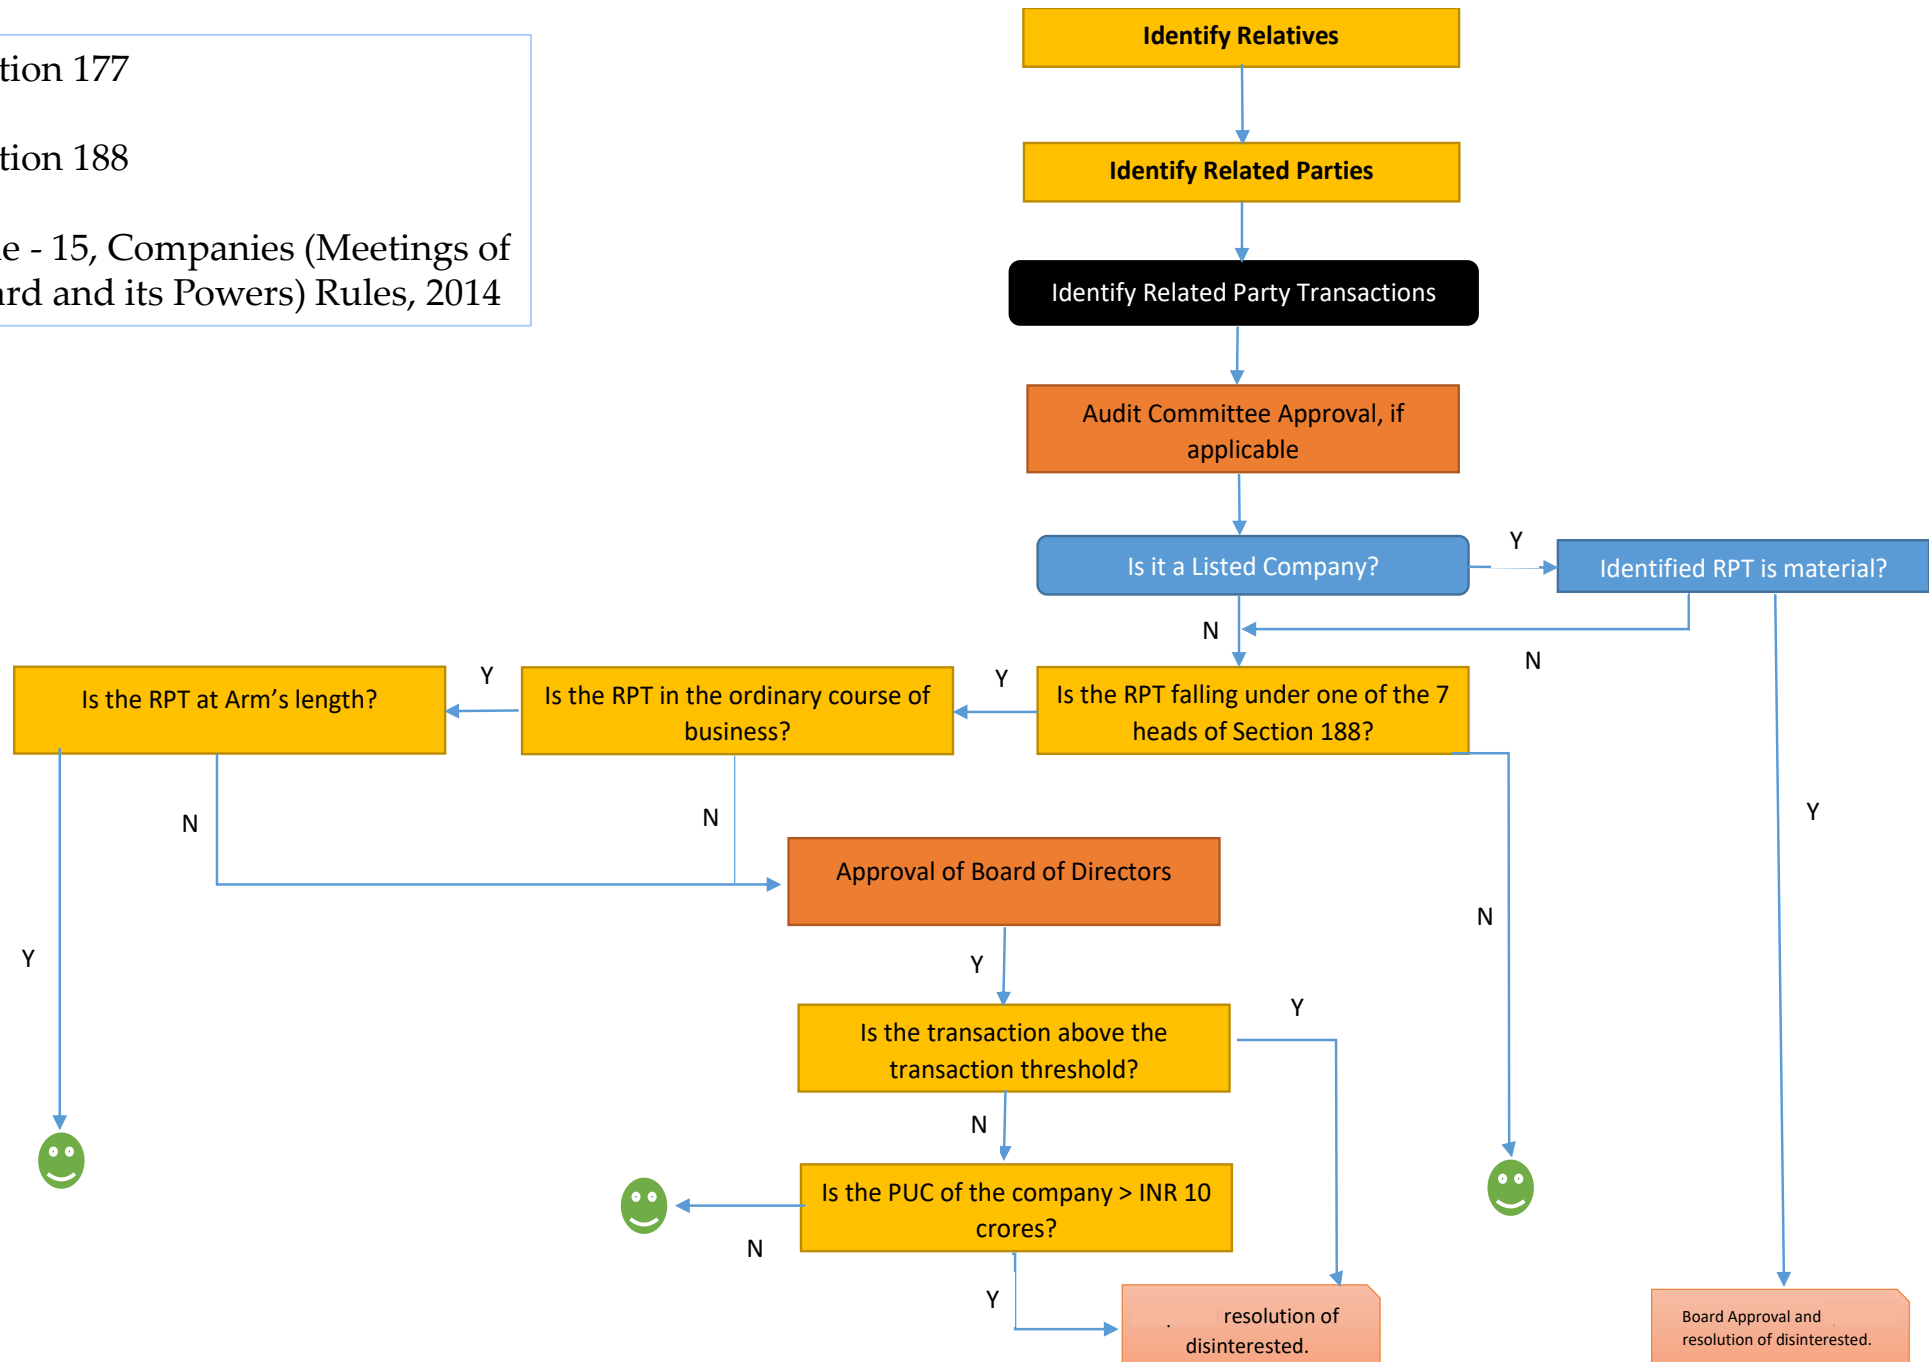 tion 177
tion 188
e - 15, Companies (Meetings of
ard and its Powers) Rules, 2014
Identify Relatives
Identify Related Parties
Identify Related Party Transactions
Audit Committee Approval, if
applicable
Is it a Listed Company?
Y
Identified RPT is material?
N
N
Is the RPT at Arm's length?
Y
Is the RPT in the ordinary course of
business?
Y
Is the RPT falling under one of the 7
heads of Section 188?
N
N
Y
Approval of Board of Directors
N
Y
Y
Is the transaction above the
transaction threshold?
Y
N
Is the PUC of the company > INR 10
crores?
N
Y
resolution of
disinterested.
Board Approval and
resolution of disinterested.